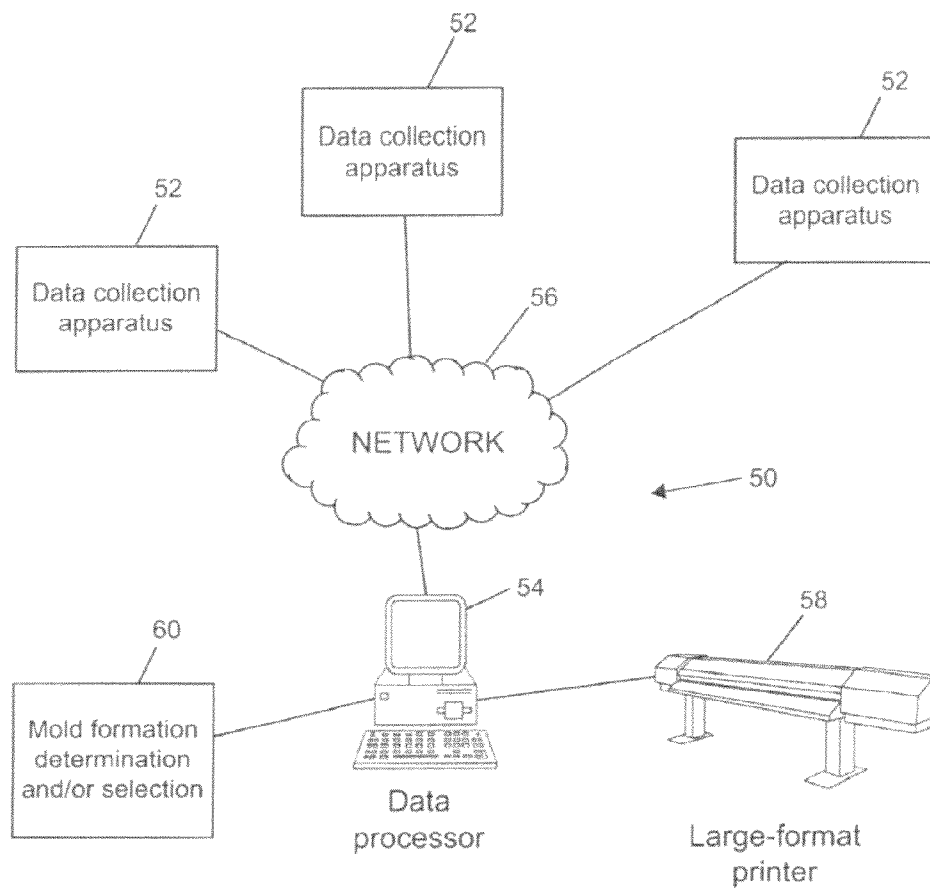 52
Data collection
apparatus
52
Data collection
apparatus
52
Data collection
apparatus
56
NETWORK
50
54
58
60
Mold formation
determination
and/or selection
Data
processor
Large-format
printer